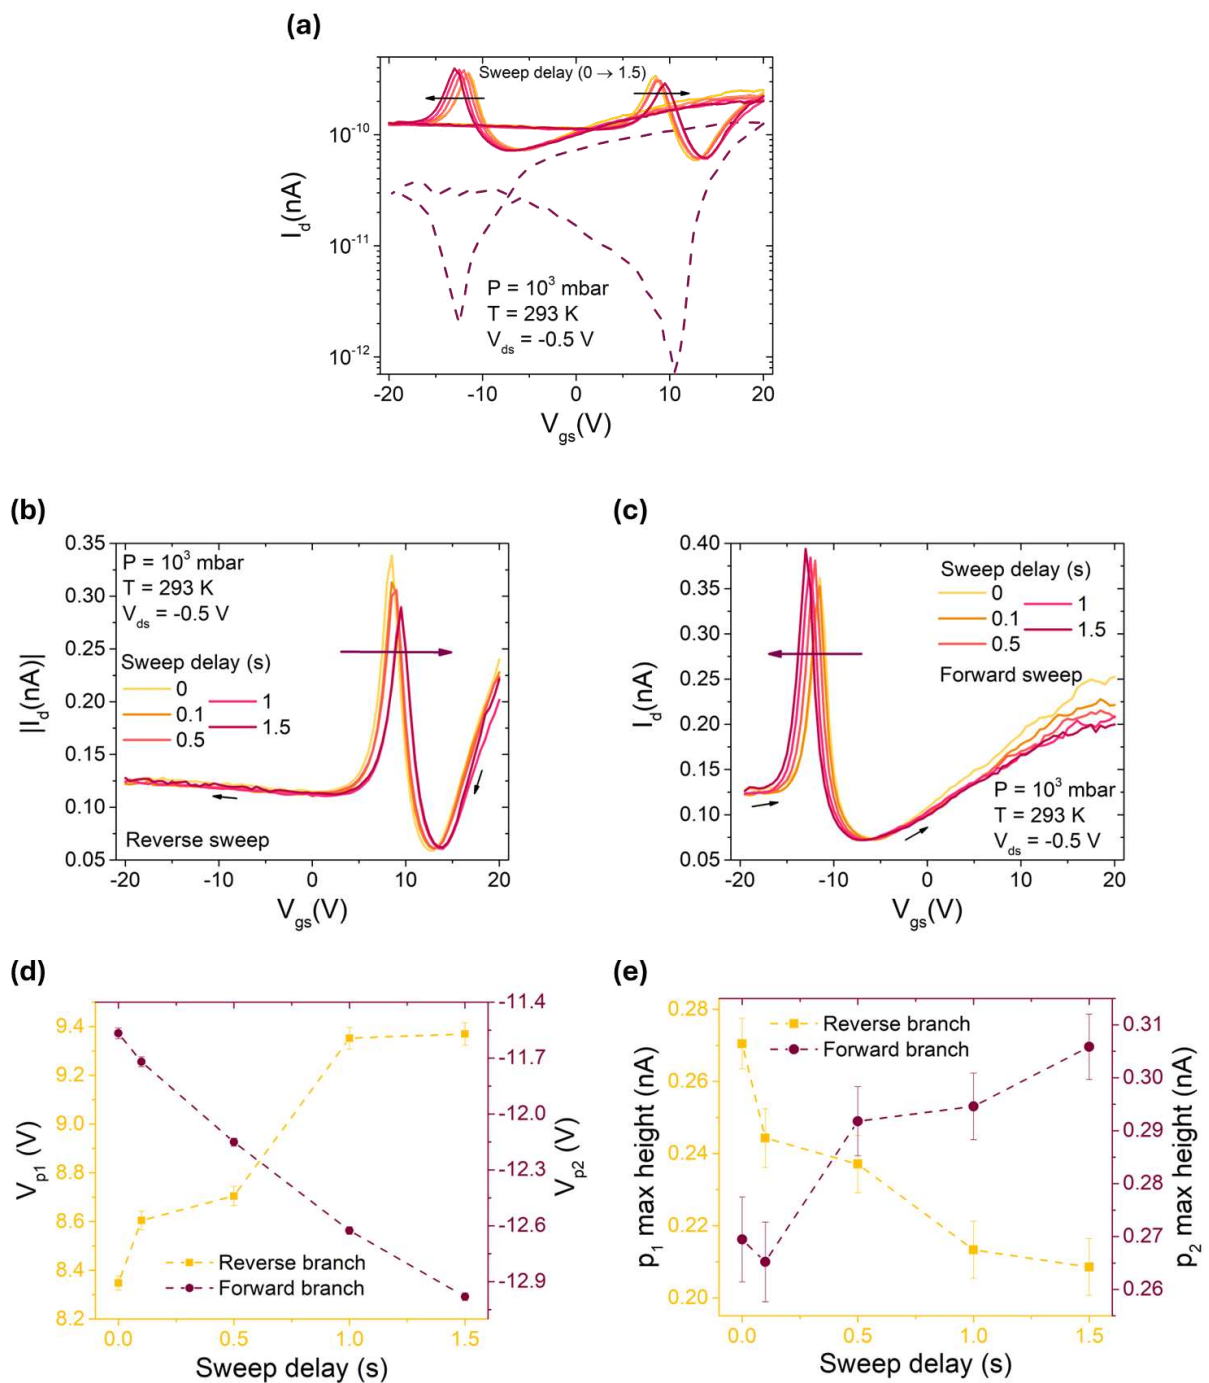 (a)
Sweep delay (0 → 1.5)
10⁻¹⁰
10⁻¹¹
10⁻¹²
I_d(nA)
P = 10³ mbar
T = 293 K
V_ds = -0.5 V
-20 -10 0 10 20
V_gs(V)
(b)
0.35
0.30
0.25
0.20
0.15
0.10
0.05
|I_d(nA)|
P = 10³ mbar
T = 293 K
V_ds = -0.5 V
Sweep delay (s)
0 1
0.1 1.5
0.5
Reverse sweep
-20 -10 0 10 20
V_gs(V)
(c)
0.40
0.35
0.30
0.25
0.20
0.15
0.10
0.05
I_d(nA)
Sweep delay (s)
0 1
0.1 1.5
0.5
Forward sweep
P = 10³ mbar
T = 293 K
V_ds = -0.5 V
-20 -10 0 10 20
V_gs(V)
(d)
9.4
9.2
9.0
8.8
8.6
8.4
8.2
V_p1 (V)
Reverse branch
Forward branch
-11.4
-11.7
-12.0
-12.3
-12.6
-12.9
V_p2 (V)
0.0 0.5 1.0 1.5
Sweep delay (s)
(e)
0.28
0.26
0.24
0.22
0.20
p₁ max height (nA)
Reverse branch
Forward branch
0.31
0.30
0.29
0.28
0.27
0.26
p₂ max height (nA)
0.0 0.5 1.0 1.5
Sweep delay (s)